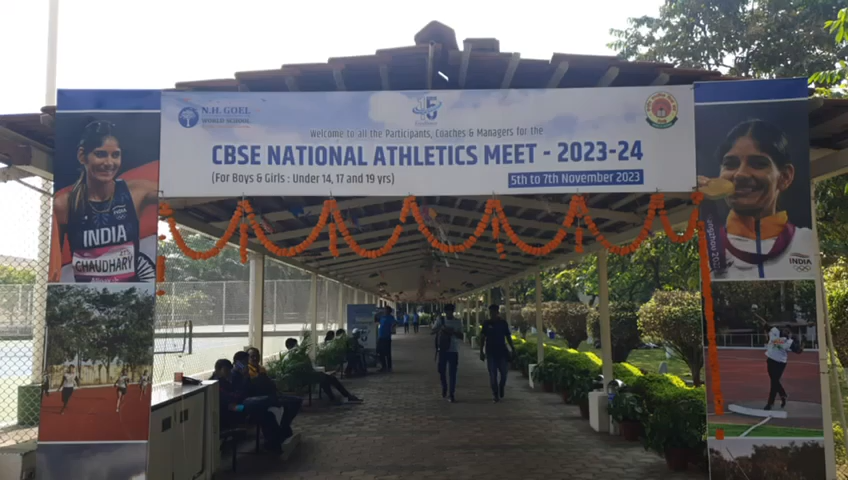 N.H. GOEL
WORLD SCHOOL
15
Welcome to all the Participants, Coaches & Managers for the
CBSE NATIONAL ATHLETICS MEET - 2023-24
(For Boys & Girls : Under 14, 17 and 19 yrs)
5th to 7th November 2023
INDIA
CHAUDHARY
INDIA